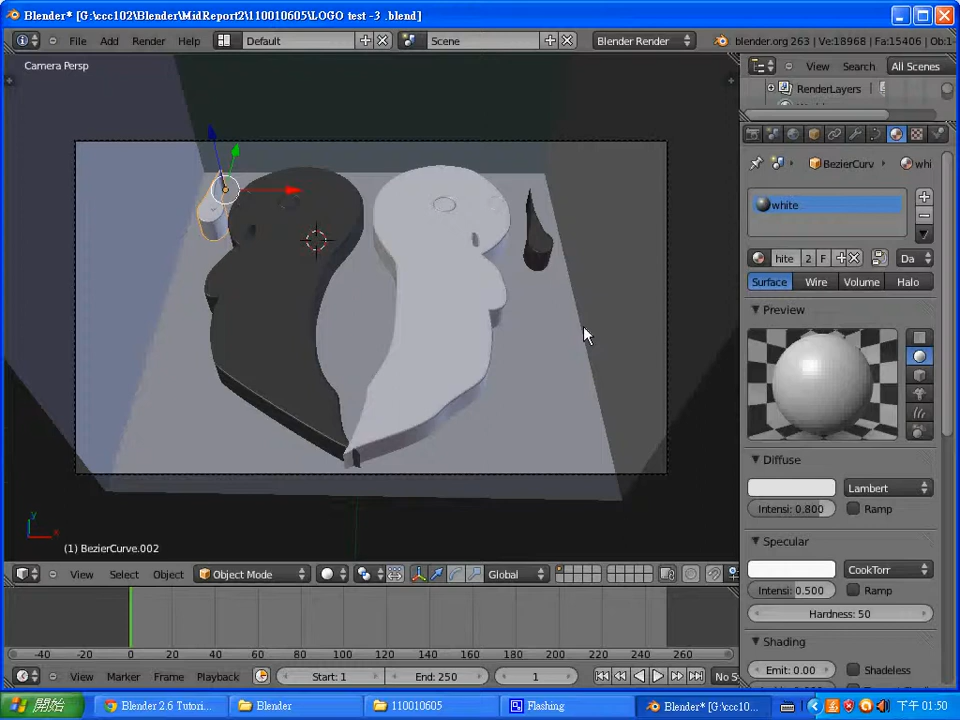 Blender* [G:\ccc102\Blender\MidReport2\110010605\LOGO test -3 .blend]
File Add Render Help Default Scene Blender Render blender.org 263 | Ve:18968 | Fa:15406 | Ob:1-
Camera Persp
View Search All Scenes
RenderLayers
BezierCurv whi
white
hite 2 F Da
Surface Wire Volume Halo
Preview
Diffuse
Lambert
Intensi: 0.800 Ramp
Specular
CookTorr
Intensi: 0.500 Ramp
Hardness: 50
Shading
Emit: 0.00 Shadeless
y
x
(1) BezierCurve.002
View Select Object Object Mode Global
-40 -20 0 20 40 60 80 100 120 140 160 180 200 220 240 260
View Marker Frame Playback Start: 1 End: 250 1 No S
開始 Blender 2.6 Tutori... Blender 110010605 Flashing Blender* [G:\ccc10... 下午 01:50